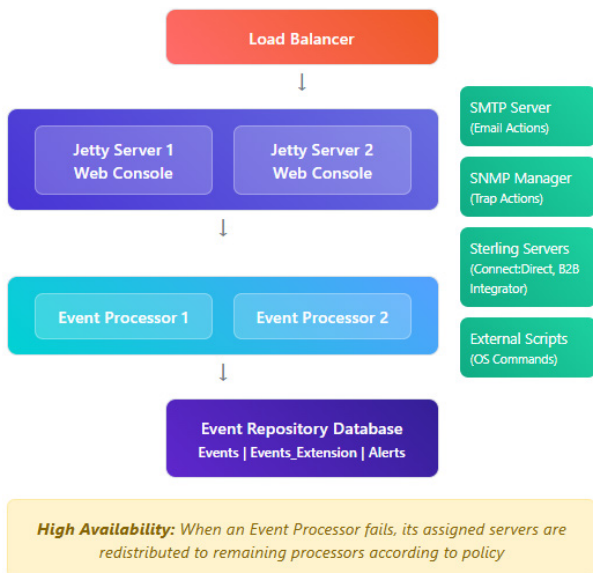 Load Balancer
↓
Jetty Server 1
Web Console
Jetty Server 2
Web Console
↓
Event Processor 1
Event Processor 2
↓
Event Repository Database
Events | Events_Extension | Alerts
SMTP Server
(Email Actions)
SNMP Manager
(Trap Actions)
Sterling Servers
(Connect:Direct, B2B
Integrator)
External Scripts
(OS Commands)
High Availability: When an Event Processor fails, its assigned servers are
redistributed to remaining processors according to policy